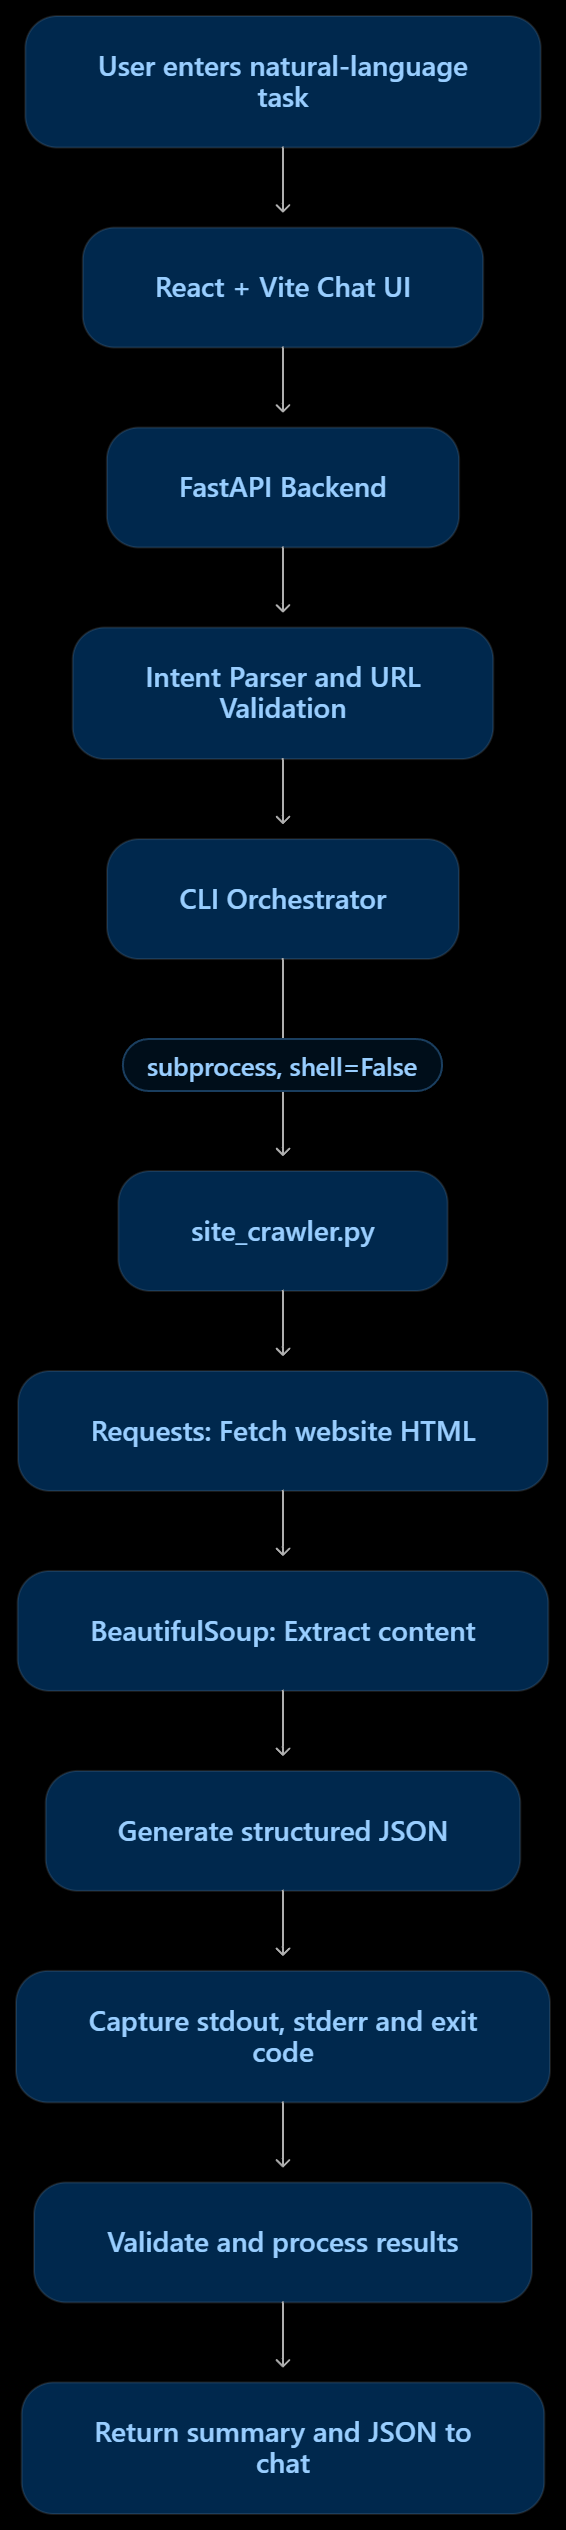 User enters natural-language
task
React + Vite Chat UI
FastAPI Backend
Intent Parser and URL
Validation
CLI Orchestrator
subprocess, shell=False
site_crawler.py
Requests: Fetch website HTML
BeautifulSoup: Extract content
Generate structured JSON
Capture stdout, stderr and exit
code
Validate and process results
Return summary and JSON to
chat